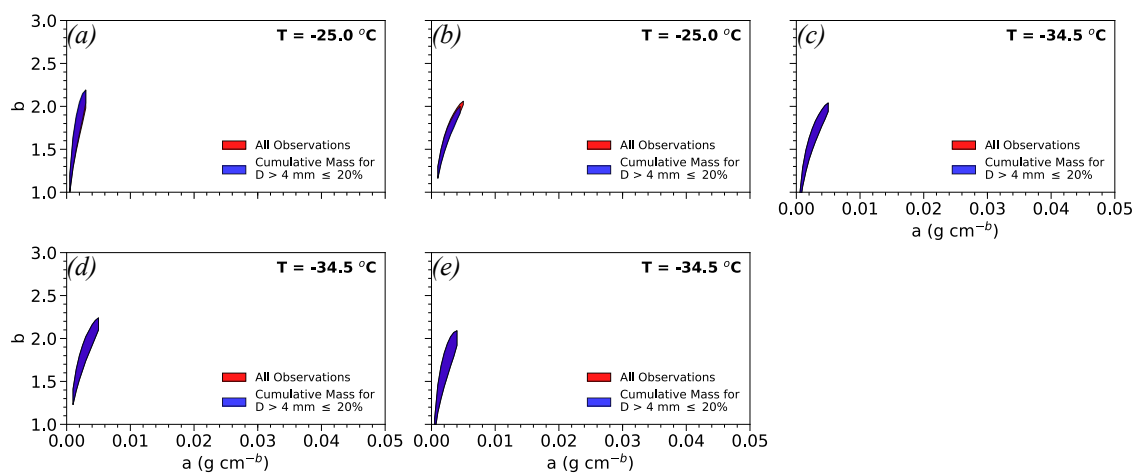 (a) T = -25.0 °C
(b) T = -25.0 °C
(c) T = -34.5 °C
3.0
2.5
2.0
1.5
1.0
b
All Observations
Cumulative Mass for
D > 4 mm ≤ 20%
All Observations
Cumulative Mass for
D > 4 mm ≤ 20%
All Observations
Cumulative Mass for
D > 4 mm ≤ 20%
0.00 0.01 0.02 0.03 0.04 0.05
a (g cm⁻ᵇ)
(d) T = -34.5 °C
(e) T = -34.5 °C
3.0
2.5
2.0
1.5
1.0
b
All Observations
Cumulative Mass for
D > 4 mm ≤ 20%
All Observations
Cumulative Mass for
D > 4 mm ≤ 20%
0.00 0.01 0.02 0.03 0.04 0.05
a (g cm⁻ᵇ)
0.00 0.01 0.02 0.03 0.04 0.05
a (g cm⁻ᵇ)